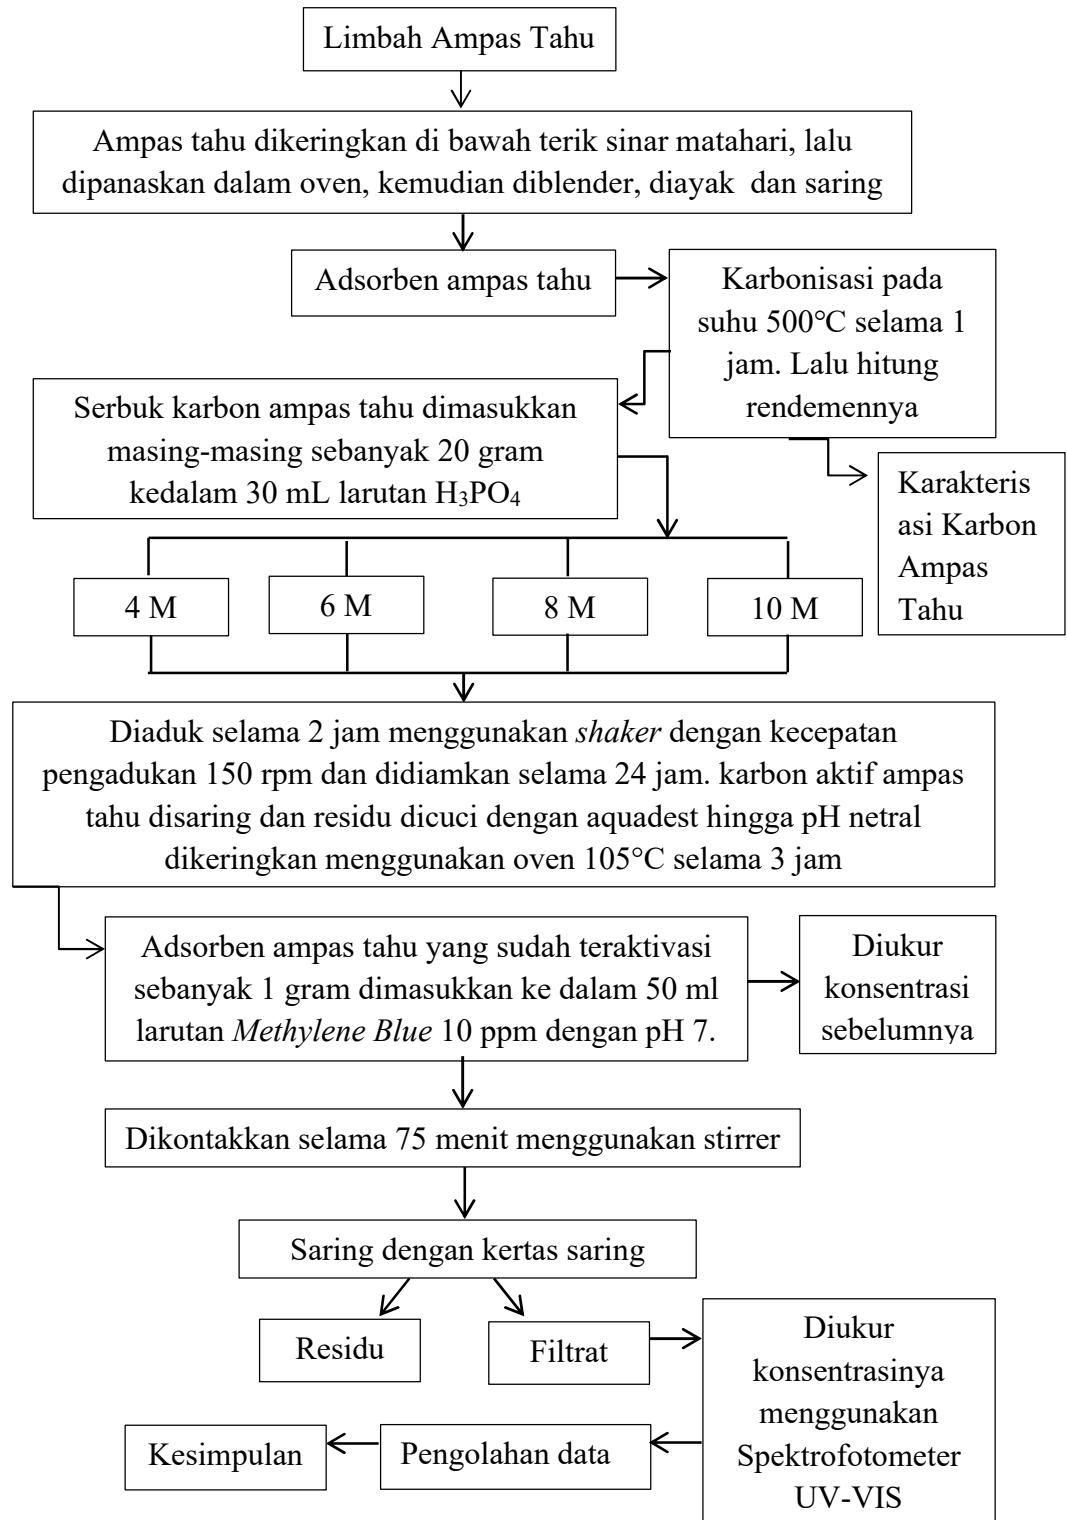 Limbah Ampas Tahu
Ampas tahu dikeringkan di bawah terik sinar matahari, lalu
dipanaskan dalam oven, kemudian diblender, diayak  dan saring
Adsorben ampas tahu
Karbonisasi pada
suhu 500℃ selama 1
jam. Lalu hitung
rendemennya
Serbuk karbon ampas tahu dimasukkan
masing-masing sebanyak 20 gram
kedalam 30 mL larutan H₃PO₄
Karakteris
asi Karbon
Ampas
Tahu
4 M
6 M
8 M
10 M
Diaduk selama 2 jam menggunakan shaker dengan kecepatan
pengadukan 150 rpm dan didiamkan selama 24 jam. karbon aktif ampas
tahu disaring dan residu dicuci dengan aquadest hingga pH netral
dikeringkan menggunakan oven 105°C selama 3 jam
Adsorben ampas tahu yang sudah teraktivasi
sebanyak 1 gram dimasukkan ke dalam 50 ml
larutan Methylene Blue 10 ppm dengan pH 7.
Diukur
konsentrasi
sebelumnya
Dikontakkan selama 75 menit menggunakan stirrer
Saring dengan kertas saring
Residu
Filtrat
Diukur
konsentrasinya
menggunakan
Spektrofotometer
UV-VIS
Pengolahan data
Kesimpulan